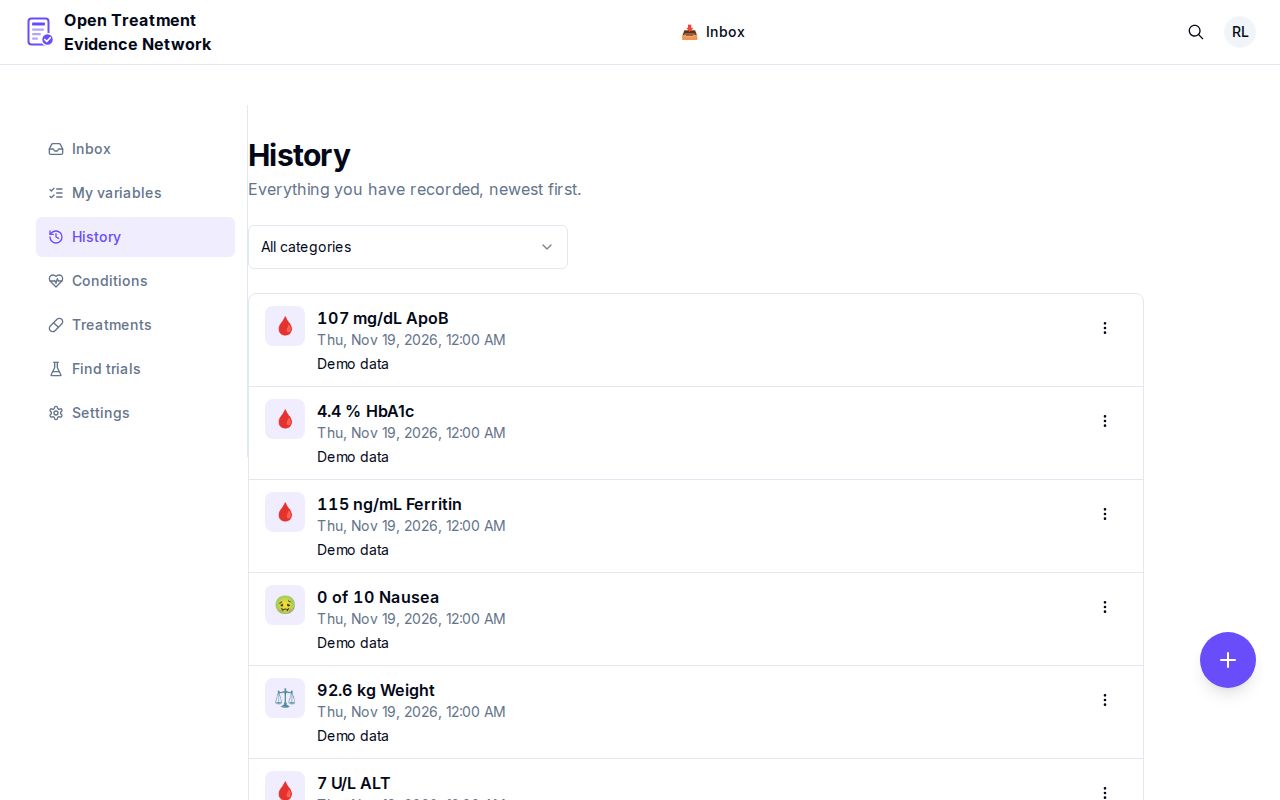 Open Treatment
Evidence Network
Inbox
RL
Inbox
My variables
History
Conditions
Treatments
Find trials
Settings
History
Everything you have recorded, newest first.
All categories
107 mg/dL ApoB
Thu, Nov 19, 2026, 12:00 AM
Demo data
4.4 % HbA1c
Thu, Nov 19, 2026, 12:00 AM
Demo data
115 ng/mL Ferritin
Thu, Nov 19, 2026, 12:00 AM
Demo data
0 of 10 Nausea
Thu, Nov 19, 2026, 12:00 AM
Demo data
92.6 kg Weight
Thu, Nov 19, 2026, 12:00 AM
Demo data
7 U/L ALT